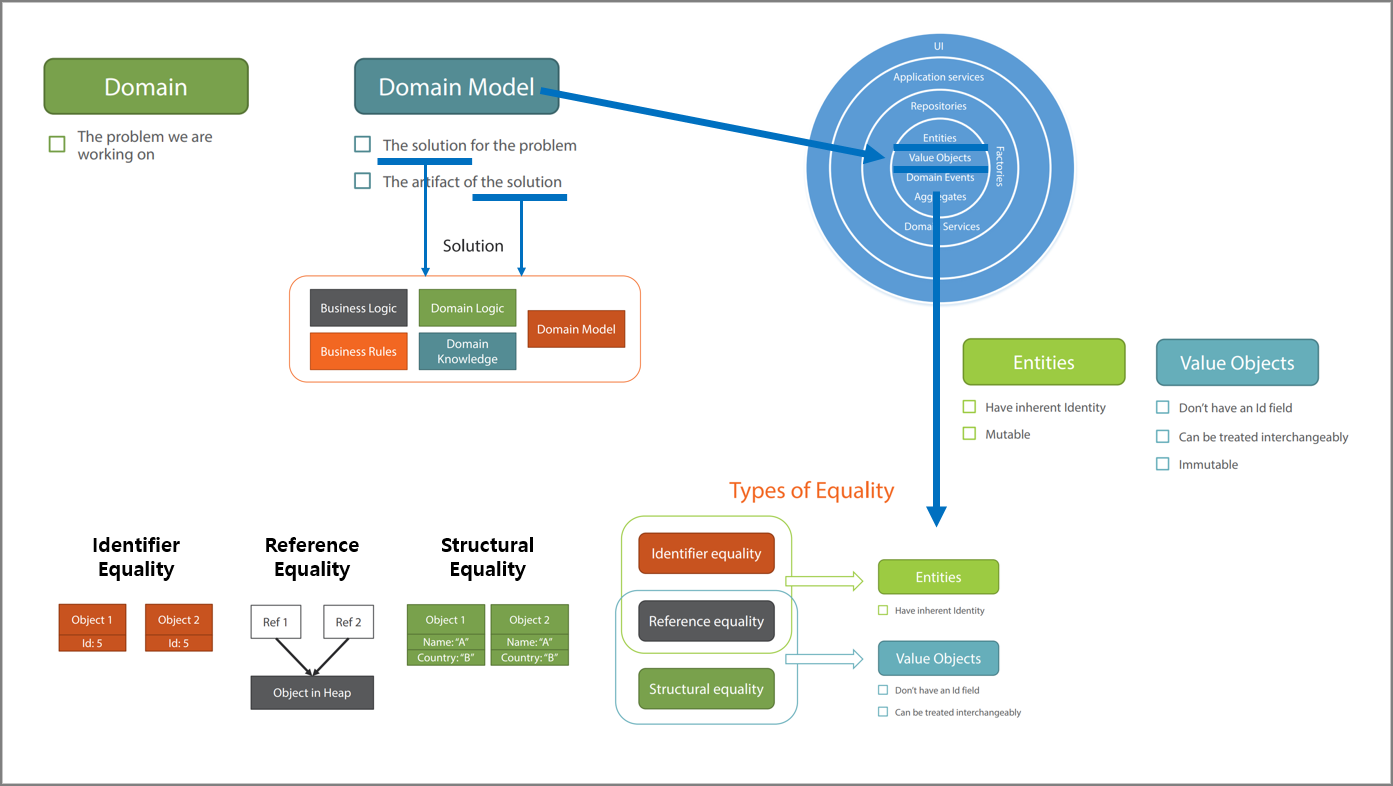 Domain
The problem we are
working on
Domain Model
The solution for the problem
The artifact of the solution
Solution
Business Logic
Domain Logic
Business Rules
Domain
Knowledge
Domain Model
UI
Application services
Repositories
Entities
Value Objects
Domain Events
Aggregates
Factories
Domain Services
Entities
Have inherent Identity
Mutable
Value Objects
Don't have an Id field
Can be treated interchangeably
Immutable
Identifier
Equality
Object 1
Id: 5
Object 2
Id: 5
Reference
Equality
Ref 1
Ref 2
Object in Heap
Structural
Equality
Object 1
Name: “A”
Country: “B”
Object 2
Name: “A”
Country: “B”
Types of Equality
Identifier equality
Reference equality
Structural equality
Entities
Have inherent Identity
Value Objects
Don't have an Id field
Can be treated interchangeably